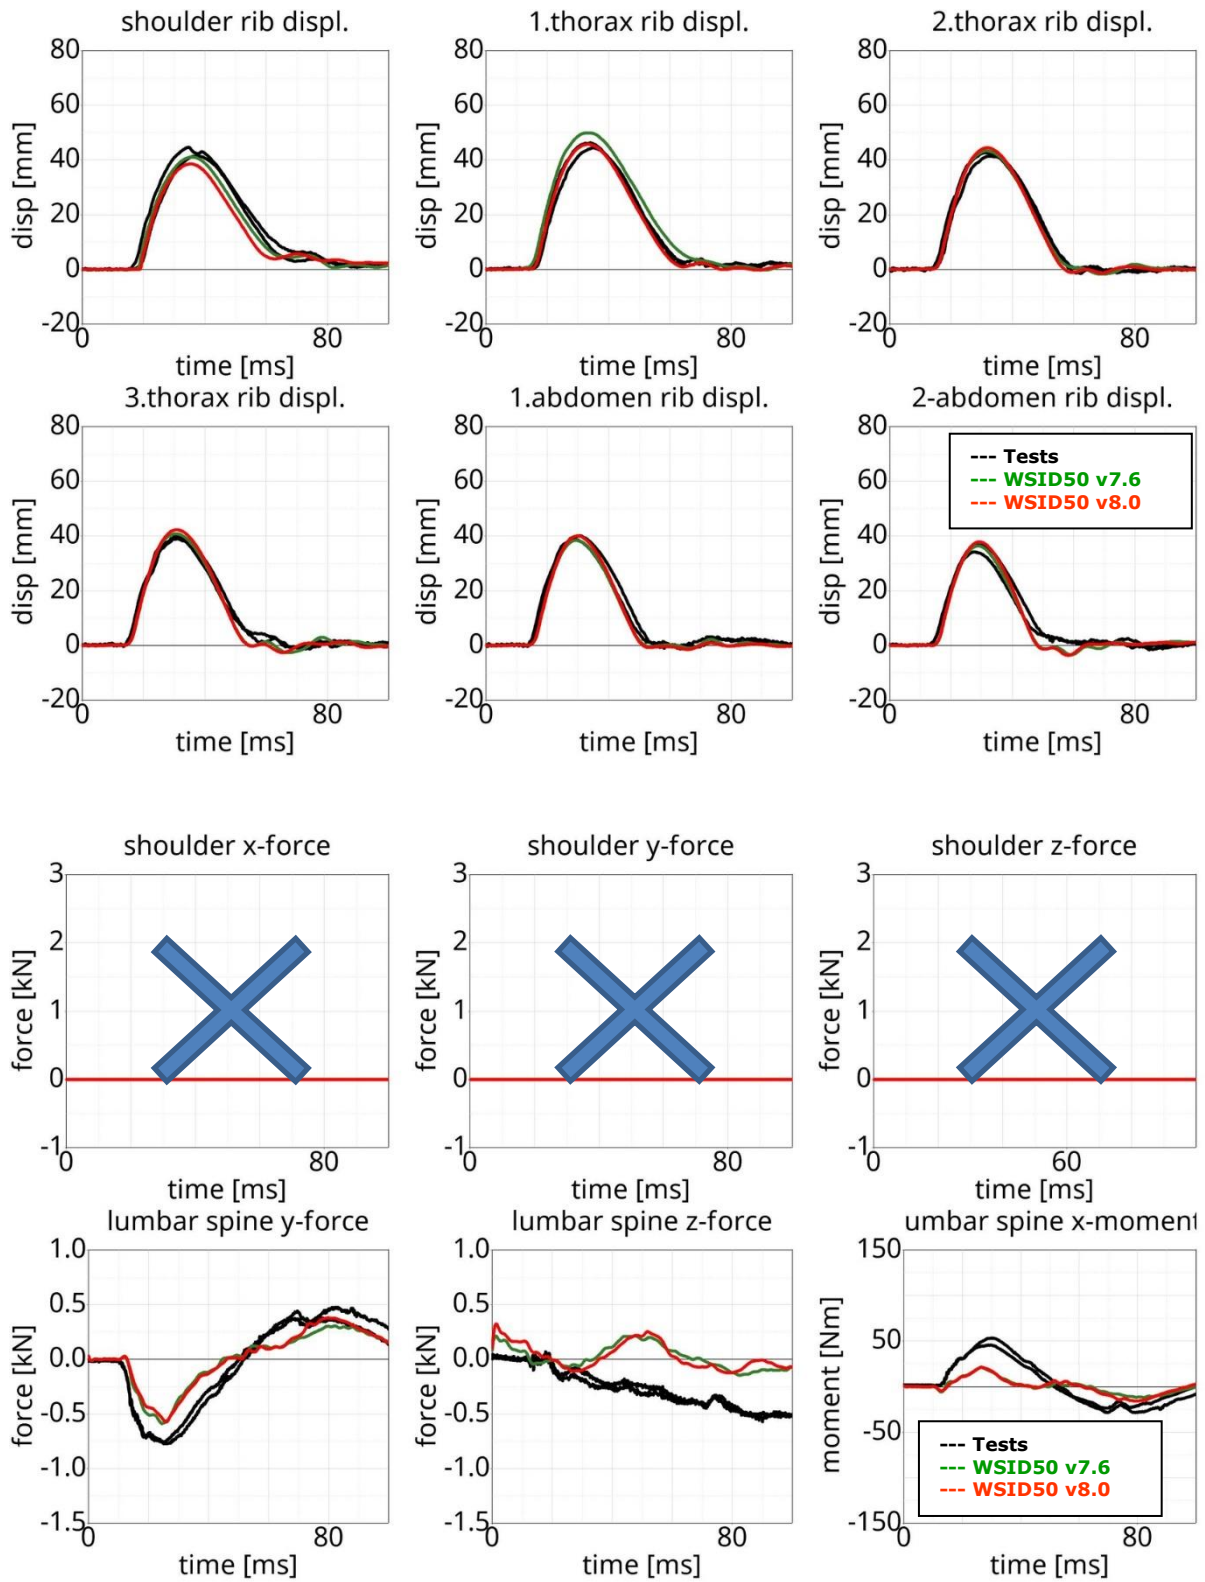 shoulder rib displ.
1.thorax rib displ.
2.thorax rib displ.
disp [mm]
80
60
40
20
0
-20
0
80
time [ms]
disp [mm]
80
60
40
20
0
-20
0
80
time [ms]
disp [mm]
80
60
40
20
0
-20
0
80
time [ms]
3.thorax rib displ.
1.abdomen rib displ.
2-abdomen rib displ.
disp [mm]
80
60
40
20
0
-20
0
80
time [ms]
disp [mm]
80
60
40
20
0
-20
0
80
time [ms]
disp [mm]
80
60
40
20
0
-20
0
80
time [ms]
--- Tests
--- WSID50 v7.6
--- WSID50 v8.0
shoulder x-force
shoulder y-force
shoulder z-force
force [kN]
3
2
1
0
-1
0
80
time [ms]
force [kN]
3
2
1
0
-1
0
80
time [ms]
force [kN]
3
2
1
0
-1
0
60
time [ms]
lumbar spine y-force
lumbar spine z-force
umbar spine x-moment
force [kN]
1.0
0.5
0.0
-0.5
-1.0
-1.5
0
80
time [ms]
force [kN]
1.0
0.5
0.0
-0.5
-1.0
-1.5
0
80
time [ms]
moment [Nm]
150
50
-50
-150
0
80
time [ms]
--- Tests
--- WSID50 v7.6
--- WSID50 v8.0